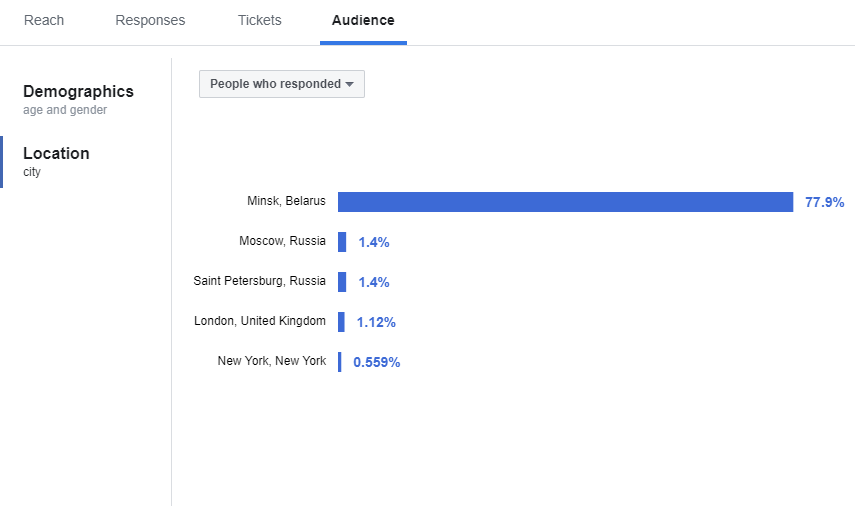 Reach Responses Tickets Audience
Demographics
age and gender
Location
city
People who responded
Minsk, Belarus 77.9%
Moscow, Russia 1.4%
Saint Petersburg, Russia 1.4%
London, United Kingdom 1.12%
New York, New York 0.559%